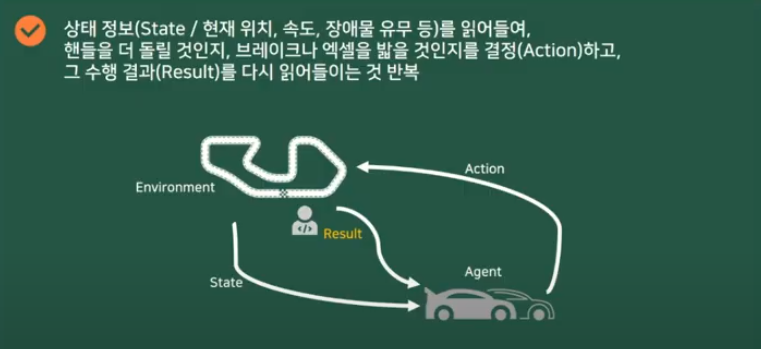 상태 정보(State / 현재 위치, 속도, 장애물 유무 등)를 읽어들여,
핸들을 더 돌릴 것인지, 브레이크나 엑셀을 밟을 것인지를 결정(Action)하고,
그 수행 결과(Result)를 다시 읽어들이는 것 반복
Action
Environment
</>
Result
Agent
State